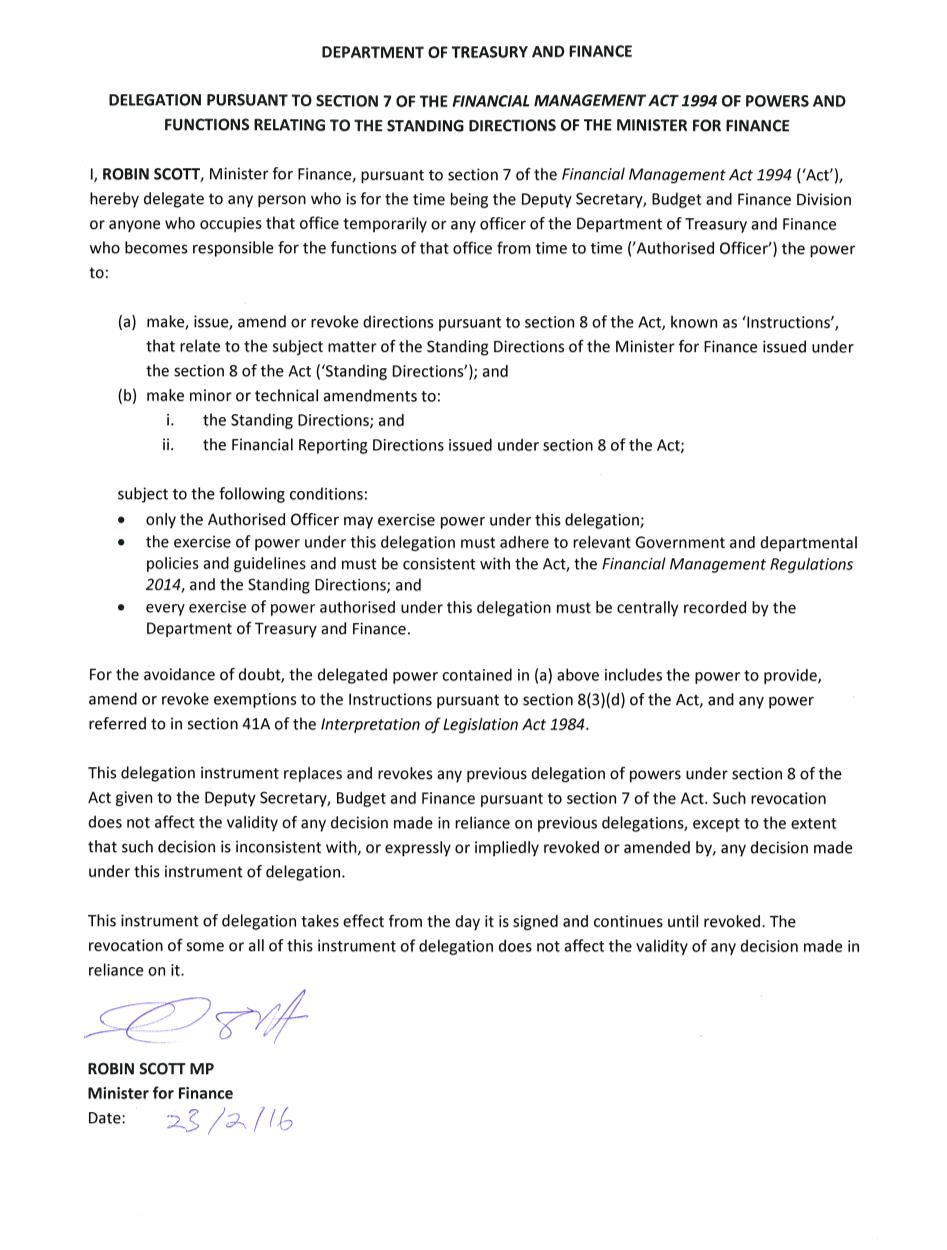 DEPARTMENT OF TREASURY AND FINANCE
DELEGATION PURSUANT TO SECTION 7 OF THE FINANCIAL MANAGEMENT ACT 1994 OF POWERS AND
FUNCTIONS RELATING TO THE STANDING DIRECTIONS OF THE MINISTER FOR FINANCE
I, ROBIN SCOTT, Minister for Finance, pursuant to section 7 of the Financial Management Act 1994 ('Act'),
hereby delegate to any person who is for the time being the Deputy Secretary, Budget and Finance Division
or anyone who occupies that office temporarily or any officer of the Department of Treasury and Finance
who becomes responsible for the functions of that office from time to time ('Authorised Officer') the power
to:
(a) make, issue, amend or revoke directions pursuant to section 8 of the Act, known as 'Instructions',
that relate to the subject matter of the Standing Directions of the Minister for Finance issued under
the section 8 of the Act ('Standing Directions'); and
(b) make minor or technical amendments to:
i. the Standing Directions; and
ii. the Financial Reporting Directions issued under section 8 of the Act;
subject to the following conditions:
• only the Authorised Officer may exercise power under this delegation;
• the exercise of power under this delegation must adhere to relevant Government and departmental
policies and guidelines and must be consistent with the Act, the Financial Management Regulations
2014, and the Standing Directions; and
• every exercise of power authorised under this delegation must be centrally recorded by the
Department of Treasury and Finance.
For the avoidance of doubt, the delegated power contained in (a) above includes the power to provide,
amend or revoke exemptions to the Instructions pursuant to section 8(3)(d) of the Act, and any power
referred to in section 41A of the Interpretation of Legislation Act 1984.
This delegation instrument replaces and revokes any previous delegation of powers under section 8 of the
Act given to the Deputy Secretary, Budget and Finance pursuant to section 7 of the Act. Such revocation
does not affect the validity of any decision made in reliance on previous delegations, except to the extent
that such decision is inconsistent with, or expressly or impliedly revoked or amended by, any decision made
under this instrument of delegation.
This instrument of delegation takes effect from the day it is signed and continues until revoked. The
revocation of some or all of this instrument of delegation does not affect the validity of any decision made in
reliance on it.
ROBIN SCOTT MP
Minister for Finance
Date: 23/2/16